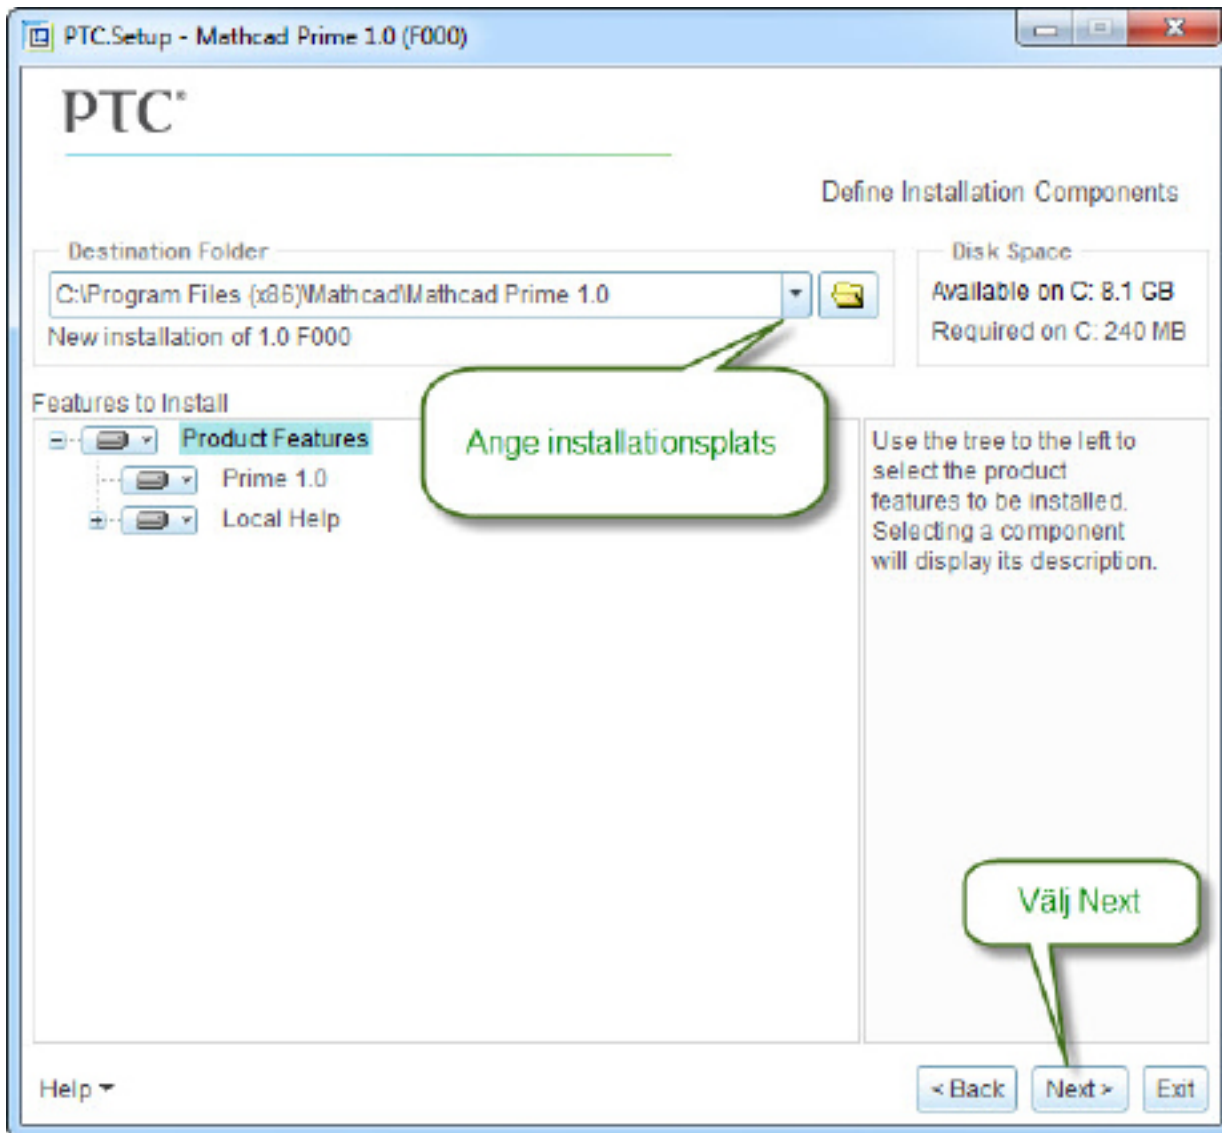 PTC.Setup - Mathcad Prime 1.0 (F000)
PTC®
Define Installation Components
Destination Folder
C:\Program Files (x86)\Mathcad\Mathcad Prime 1.0
New installation of 1.0 F000
Disk Space
Available on C: 8.1 GB
Required on C: 240 MB
Ange installationsplats
Features to Install
Product Features
Prime 1.0
Local Help
Use the tree to the left to
select the product
features to be installed.
Selecting a component
will display its description.
Välj Next
Help
< Back
Next >
Exit